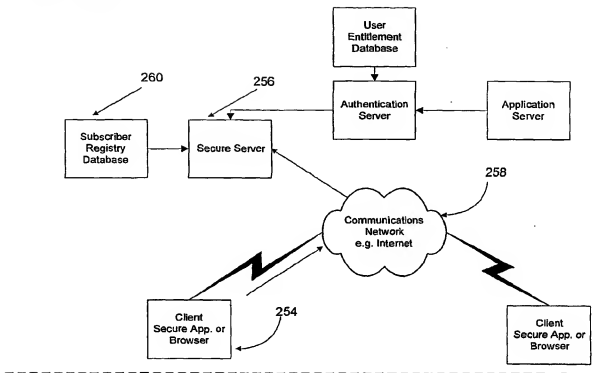 User
Entitlement
Database
260
256
Authentication
Server
Application
Server
Subscriber
Registry
Database
Secure Server
258
Communications
Network
e.g. Internet
Client
Secure App. or
Browser
254
Client
Secure App. or
Browser